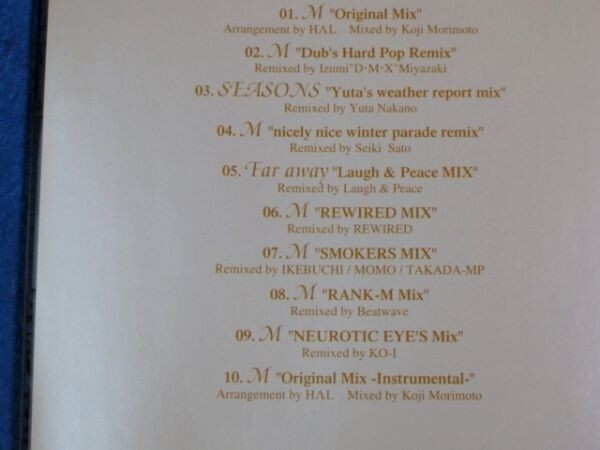 01. M "Original Mix"
Arrangement by HΛL Mixed by Koji Morimoto
02. M "Dub's Hard Pop Remix"
Remixed by Izumi"D·M·X"Miyazaki
03. SEASONS "Yuta's weather report mix"
Remixed by Yuta Nakano
04. M "nicely nice winter parade remix"
Remixed by Seiki Sato
05. Far away "Laugh & Peace MIX"
Remixed by Laugh & Peace
06. M "REWIRED MIX"
Remixed by REWIRED
07. M "SMOKERS MIX"
Remixed by IKEBUCHI / MOMO / TAKADA-MP
08. M "RANK-M Mix"
Remixed by Beatwave
09. M "NEUROTIC EYE'S Mix"
Remixed by KO-I
10. M "Original Mix -Instrumental-"
Arrangement by HΛL Mixed by Koji Morimoto